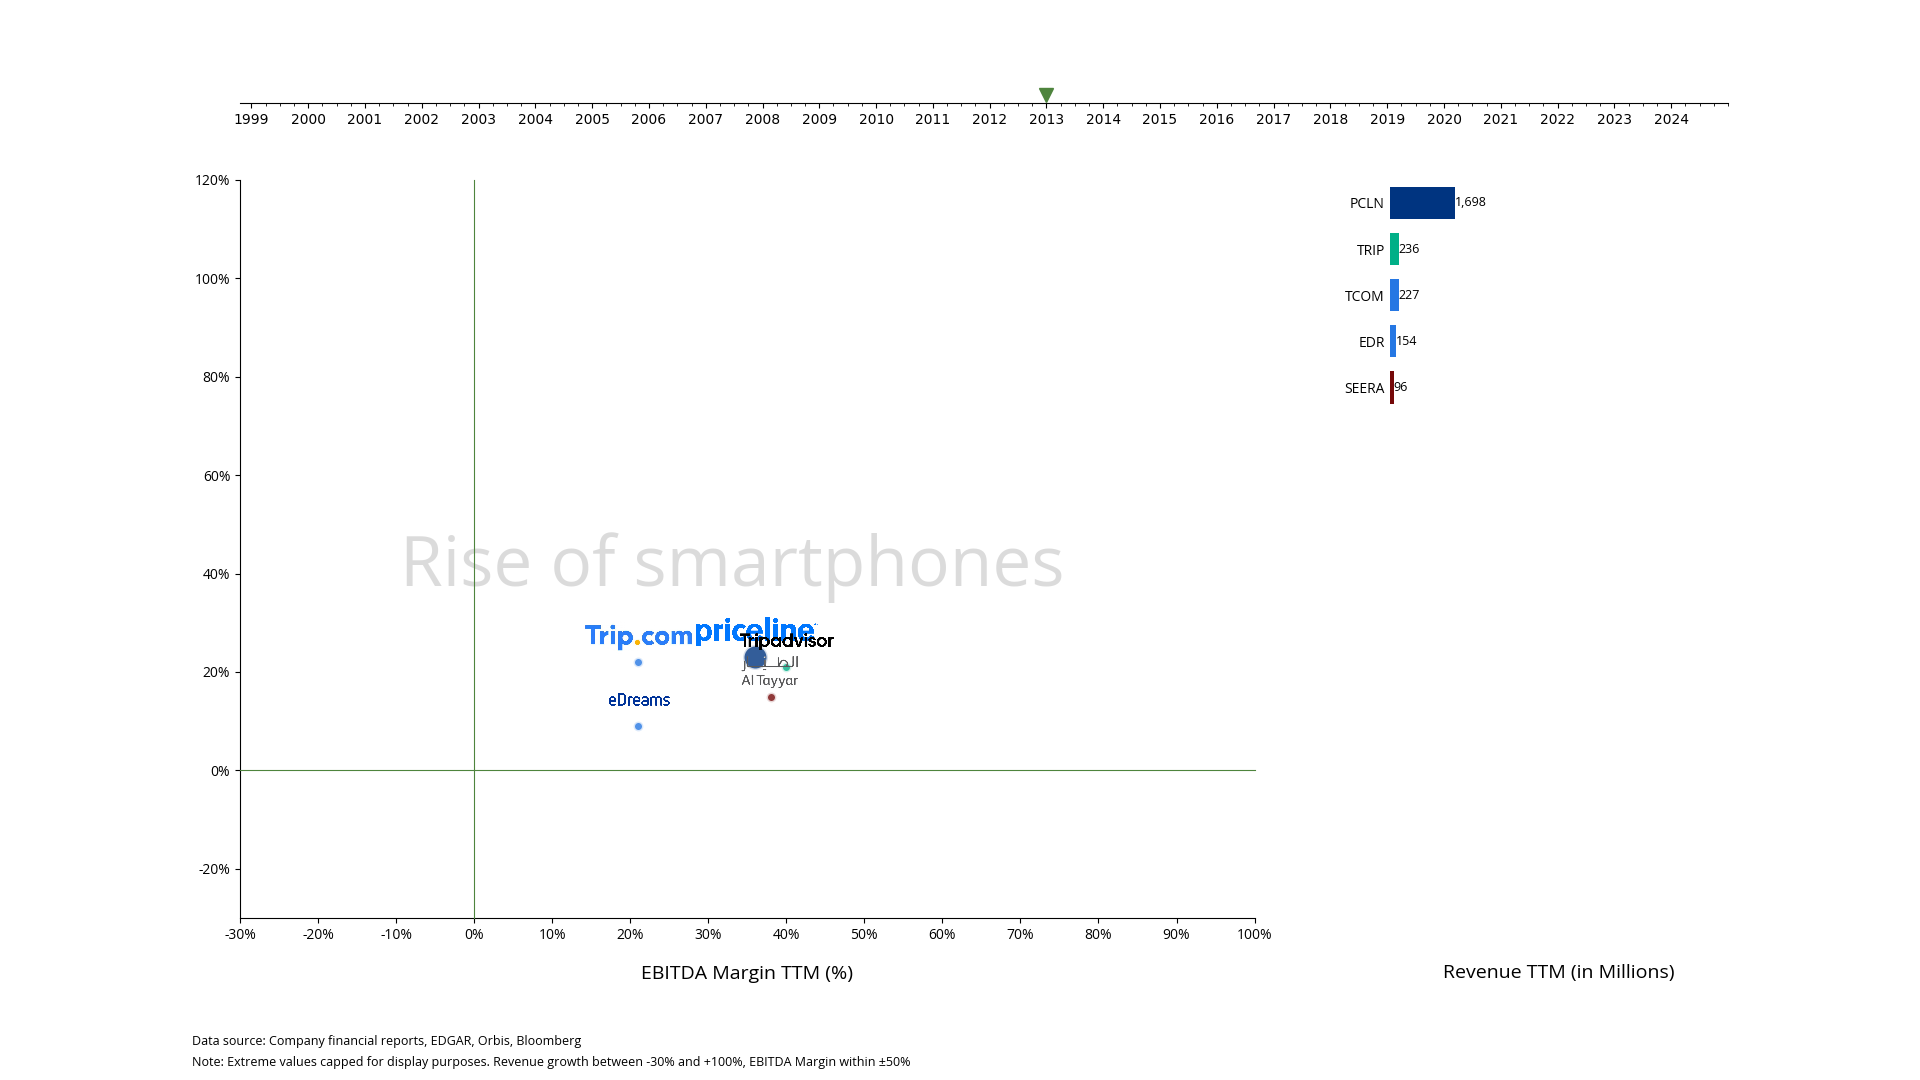 1999 2000 2001 2002 2003 2004 2005 2006 2007 2008 2009 2010 2011 2012 2013 2014 2015 2016 2017 2018 2019 2020 2021 2022 2023 2024
120%
100%
80%
60%
40%
20%
0%
-20%
Rise of smartphones
Trip.com
priceline
Tripadvisor
Al Tayyar
eDreams
-30% -20% -10% 0% 10% 20% 30% 40% 50% 60% 70% 80% 90% 100%
EBITDA Margin TTM (%)
PCLN 1,698
TRIP 236
TCOM 227
EDR 154
SEERA 96
Revenue TTM (in Millions)
Data source: Company financial reports, EDGAR, Orbis, Bloomberg
Note: Extreme values capped for display purposes. Revenue growth between -30% and +100%, EBITDA Margin within ±50%